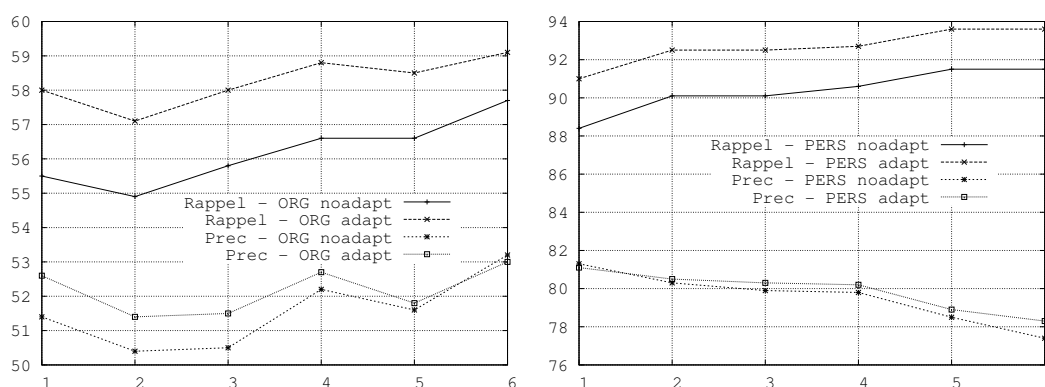 60
59
58
57
56
55
54
53
52
51
50
Rappel - ORG noadapt
Rappel - ORG adapt
Prec - ORG noadapt
Prec - ORG adapt
1 2 3 4 5 6
94
92
90
88
86
84
82
80
78
76
Rappel - PERS noadapt
Rappel - PERS adapt
Prec - PERS noadapt
Prec - PERS adapt
1 2 3 4 5